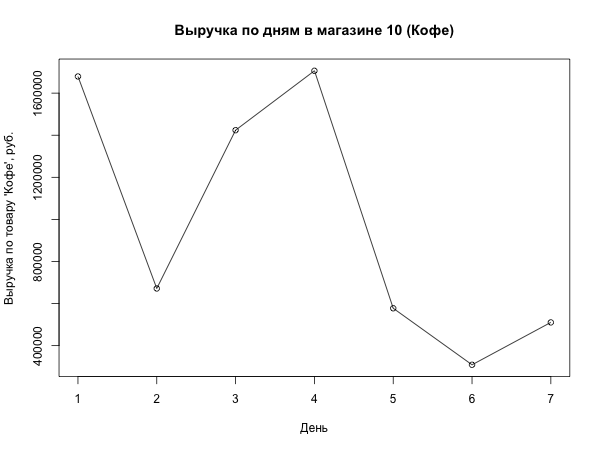 Выручка по дням в магазине 10 (Кофе)
Выручка по товару 'Кофе', руб.
1600000
1200000
800000
400000
1 2 3 4 5 6 7
День